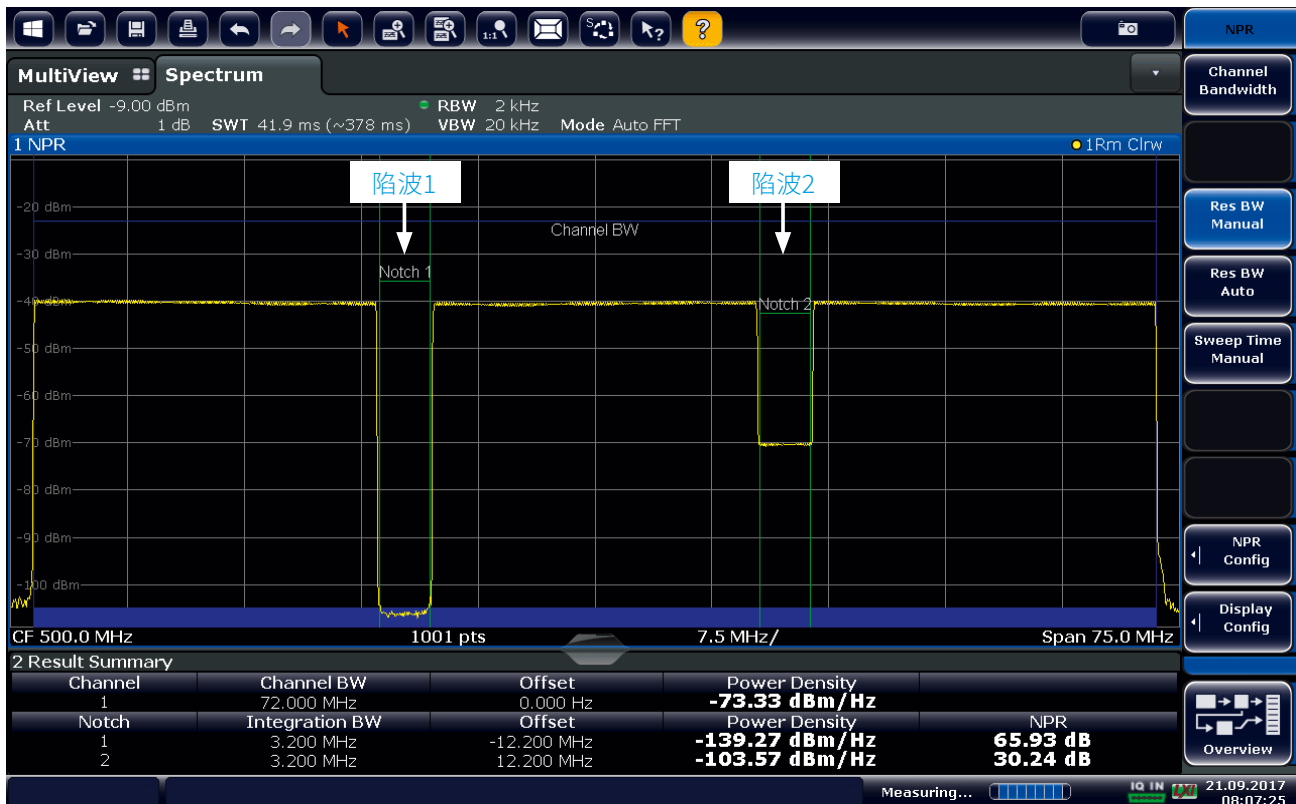 NPR
MultiView Spectrum
Ref Level -9.00 dBm RBW 2 kHz
Att 1 dB SWT 41.9 ms (~378 ms) VBW 20 kHz Mode Auto FFT
1 NPR 1Rm Clrw
陷波1 陷波2
-20 dBm
Channel BW
-30 dBm
Notch 1
-40 dBm
Notch 2
-50 dBm
-60 dBm
-70 dBm
-80 dBm
-90 dBm
-100 dBm
CF 500.0 MHz 1001 pts 7.5 MHz/ Span 75.0 MHz
2 Result Summary
Channel Channel BW Offset Power Density
1 72.000 MHz 0.000 Hz -73.33 dBm/Hz
Notch Integration BW Offset Power Density NPR
1 3.200 MHz -12.200 MHz -139.27 dBm/Hz 65.93 dB
2 3.200 MHz 12.200 MHz -103.57 dBm/Hz 30.24 dB
Measuring... IQ IN LXI 21.09.2017
08:07:25
Channel
Bandwidth
Res BW
Manual
Res BW
Auto
Sweep Time
Manual
NPR
Config
Display
Config
Overview
1:1
S
?
?